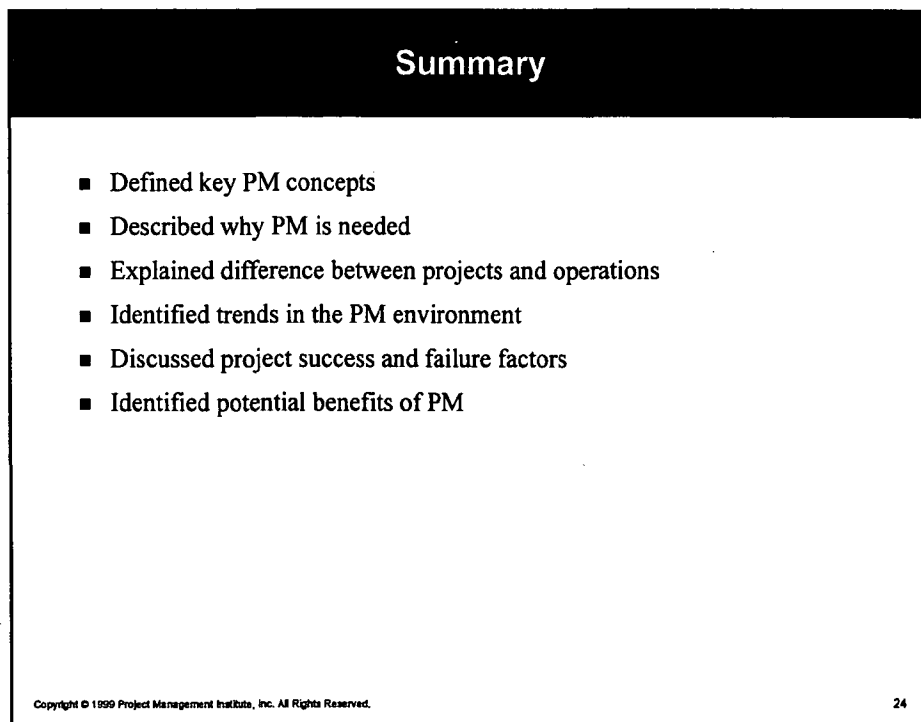 Summary
■ Defined key PM concepts
■ Described why PM is needed
■ Explained difference between projects and operations
■ Identified trends in the PM environment
■ Discussed project success and failure factors
■ Identified potential benefits of PM
Copyright © 1999 Project Management Institute, Inc. All Rights Reserved.
24